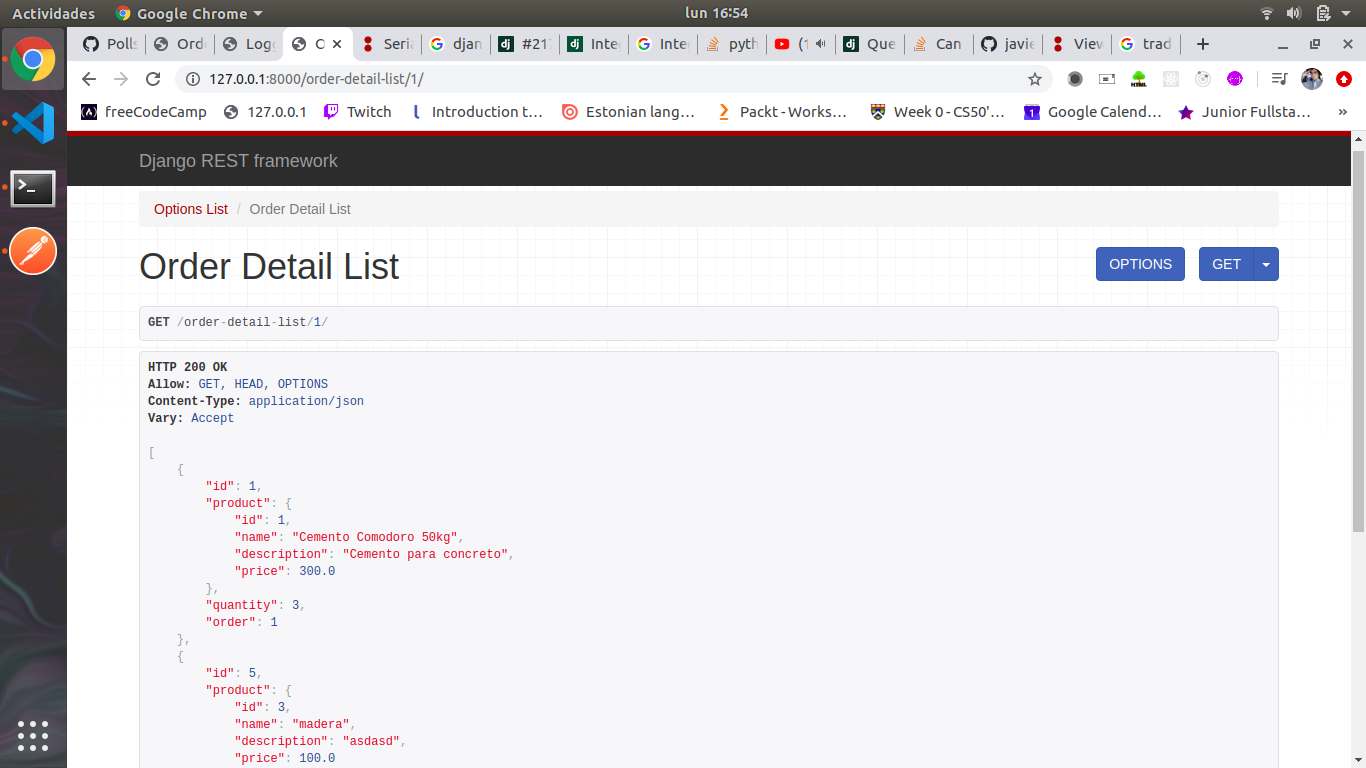 Actividades Google Chrome lun 16:54
Polls Orde Logg O Seria djan #217 Inte Inte pyth (1 Que Can javie View trad
127.0.0.1:8000/order-detail-list/1/
freeCodeCamp 127.0.0.1 Twitch Introduction t… Estonian lang… Packt - Works… Week 0 - CS50'… Google Calend… Junior Fullsta… »
Django REST framework
Options List / Order Detail List
Order Detail List OPTIONS GET
GET /order-detail-list/1/
HTTP 200 OK
Allow: GET, HEAD, OPTIONS
Content-Type: application/json
Vary: Accept
[
{
"id": 1,
"product": {
"id": 1,
"name": "Cemento Comodoro 50kg",
"description": "Cemento para concreto",
"price": 300.0
},
"quantity": 3,
"order": 1
},
{
"id": 5,
"product": {
"id": 3,
"name": "madera",
"description": "asdasd",
"price": 100.0